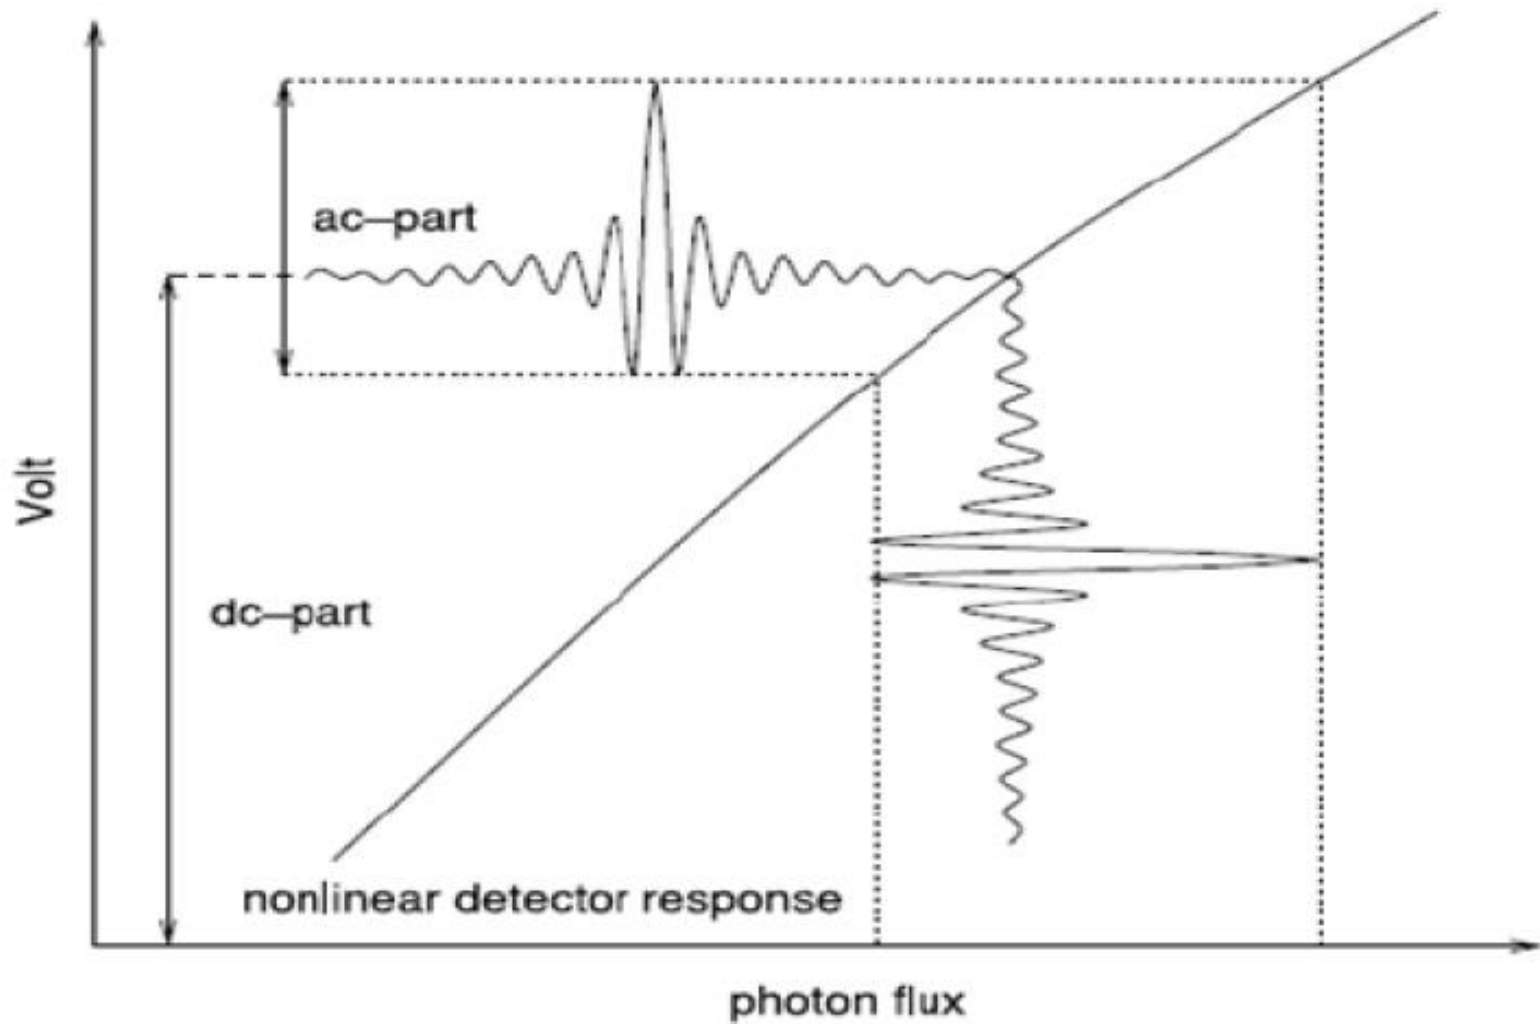 ac–part
Volt
dc–part
nonlinear detector response
photon flux